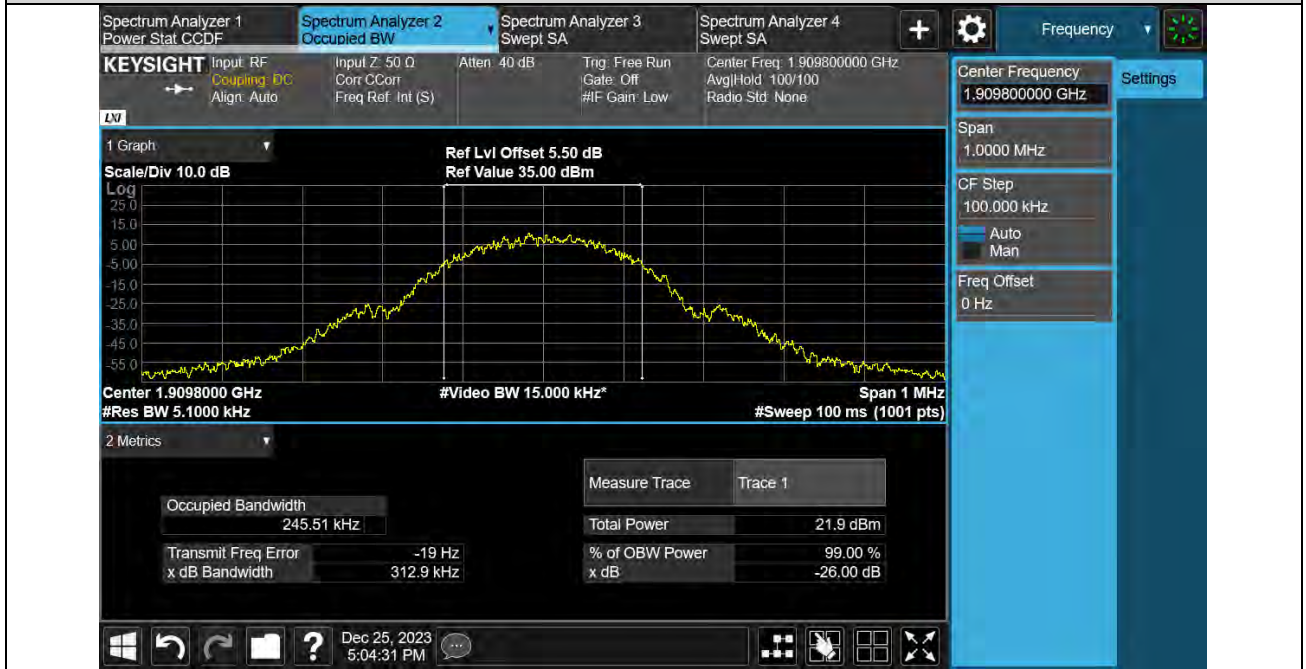 Spectrum Analyzer 1
Power Stat CCDF
Spectrum Analyzer 2
Occupied BW
Spectrum Analyzer 3
Swept SA
Spectrum Analyzer 4
Swept SA
+
Frequency
KEYSIGHT
LXI
Input: RF
Coupling: DC
Align: Auto
Input Z: 50 Ω
Corr CCorr
Freq Ref: Int (S)
Atten: 40 dB
Trig: Free Run
Gate: Off
#IF Gain: Low
Center Freq: 1.909800000 GHz
Avg|Hold: 100/100
Radio Std: None
Center Frequency
1.909800000 GHz
Settings
Span
1.0000 MHz
CF Step
100.000 kHz
Auto
Man
Freq Offset
0 Hz
1 Graph
Scale/Div 10.0 dB
Ref Lvl Offset 5.50 dB
Ref Value 35.00 dBm
Log
25.0
15.0
5.00
-5.00
-15.0
-25.0
-35.0
-45.0
-55.0
Center 1.9098000 GHz
#Video BW 15.000 kHz*
Span 1 MHz
#Res BW 5.1000 kHz
#Sweep 100 ms (1001 pts)
2 Metrics
Measure Trace
Trace 1
Occupied Bandwidth
245.51 kHz
Total Power
21.9 dBm
Transmit Freq Error
-19 Hz
% of OBW Power
99.00 %
x dB Bandwidth
312.9 kHz
x dB
-26.00 dB
?
Dec 25, 2023
5:04:31 PM